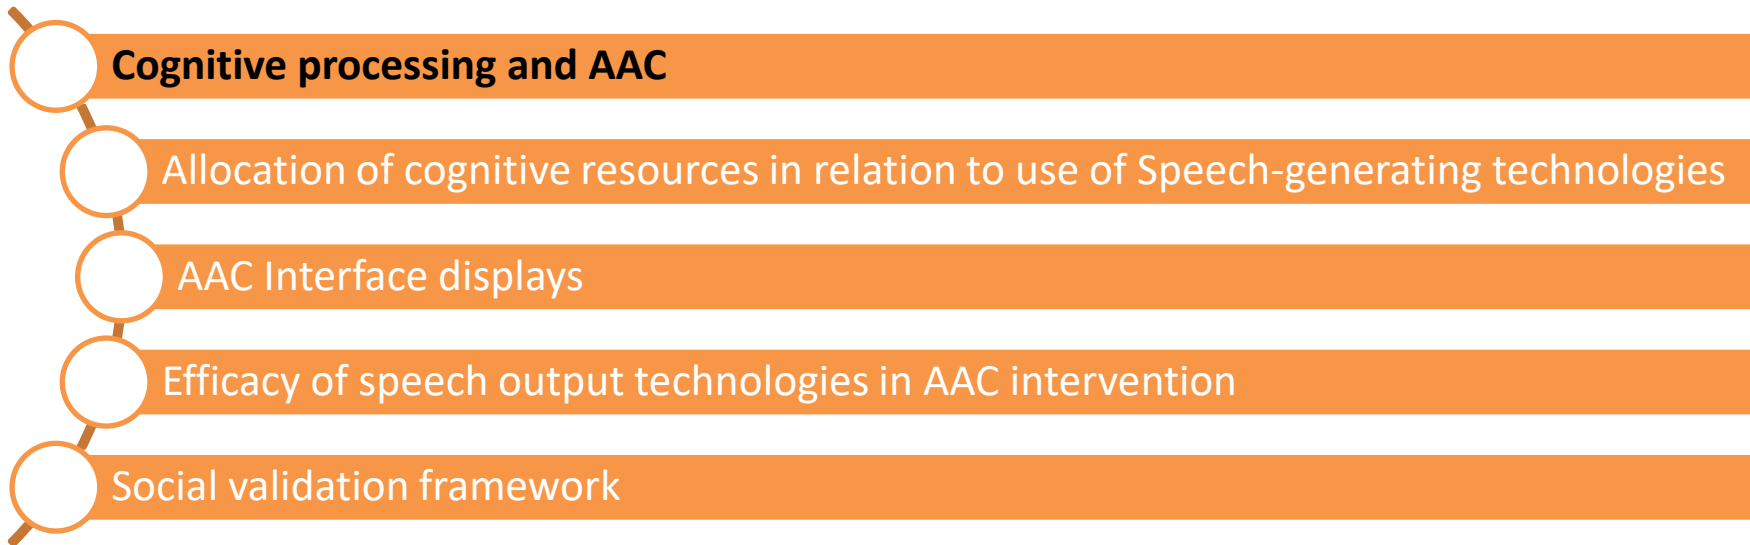 Cognitive processing and AAC
Allocation of cognitive resources in relation to use of Speech-generating technologies
AAC Interface displays
Efficacy of speech output technologies in AAC intervention
Social validation framework